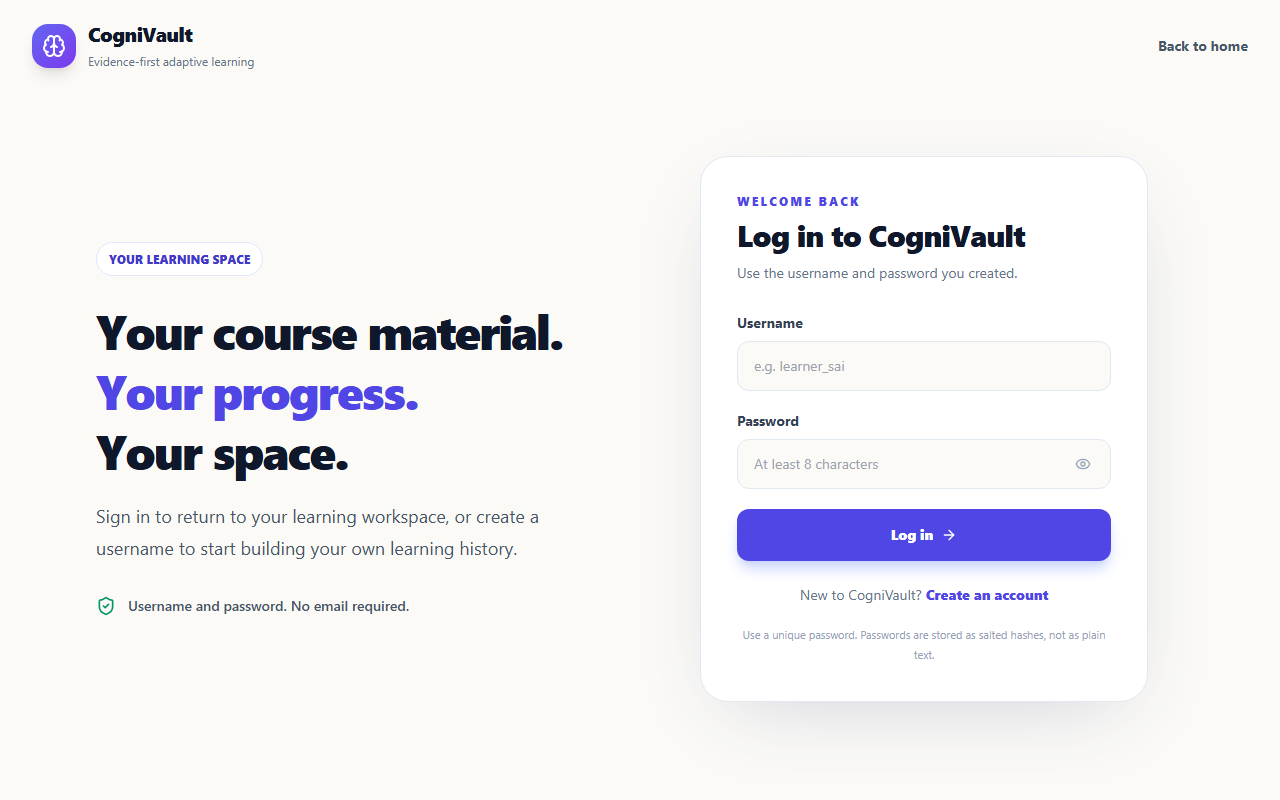 CogniVault
Evidence-first adaptive learning
Back to home
YOUR LEARNING SPACE
Your course material.
Your progress.
Your space.
Sign in to return to your learning workspace, or create a
username to start building your own learning history.
Username and password. No email required.
WELCOME BACK
Log in to CogniVault
Use the username and password you created.
Username
e.g. learner_sai
Password
At least 8 characters
Log in →
New to CogniVault? Create an account
Use a unique password. Passwords are stored as salted hashes, not as plain
text.